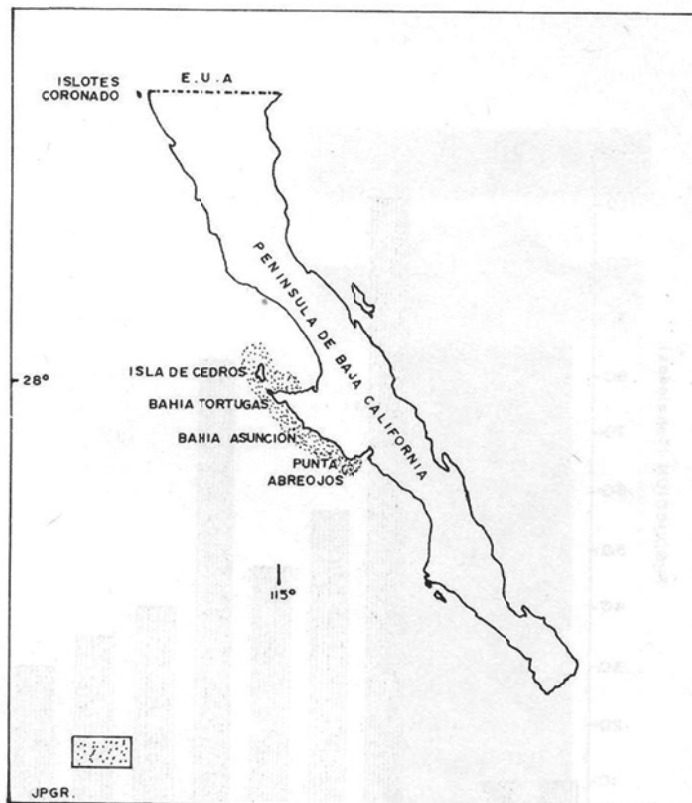 E.U.A
ISLOTES
CORONADO
PENINSULA DE BAJA CALIFORNIA
ISLA DE CEDROS
28°
BAHIA TORTUGAS
BAHIA ASUNCION
PUNTA
ABREOJOS
115°
JPGR.